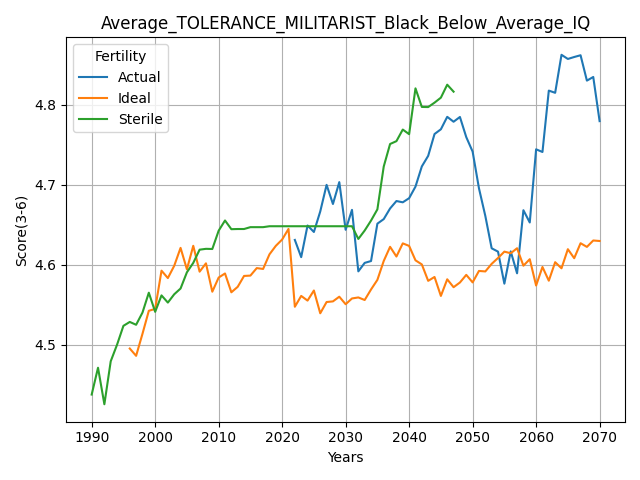 Average_TOLERANCE_MILITARIST_Black_Below_Average_IQ
Fertility
Actual
Ideal
Sterile
Score(3-6)
4.8
4.7
4.6
4.5
1990 2000 2010 2020 2030 2040 2050 2060 2070
Years